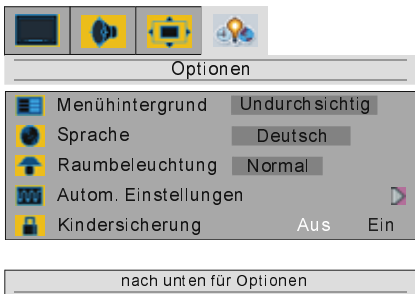 Optionen
Menühintergrund Undurchsichtig
Sprache Deutsch
Raumbeleuchtung Normal
Autom. Einstellungen
Kindersicherung Aus Ein
nach unten für Optionen